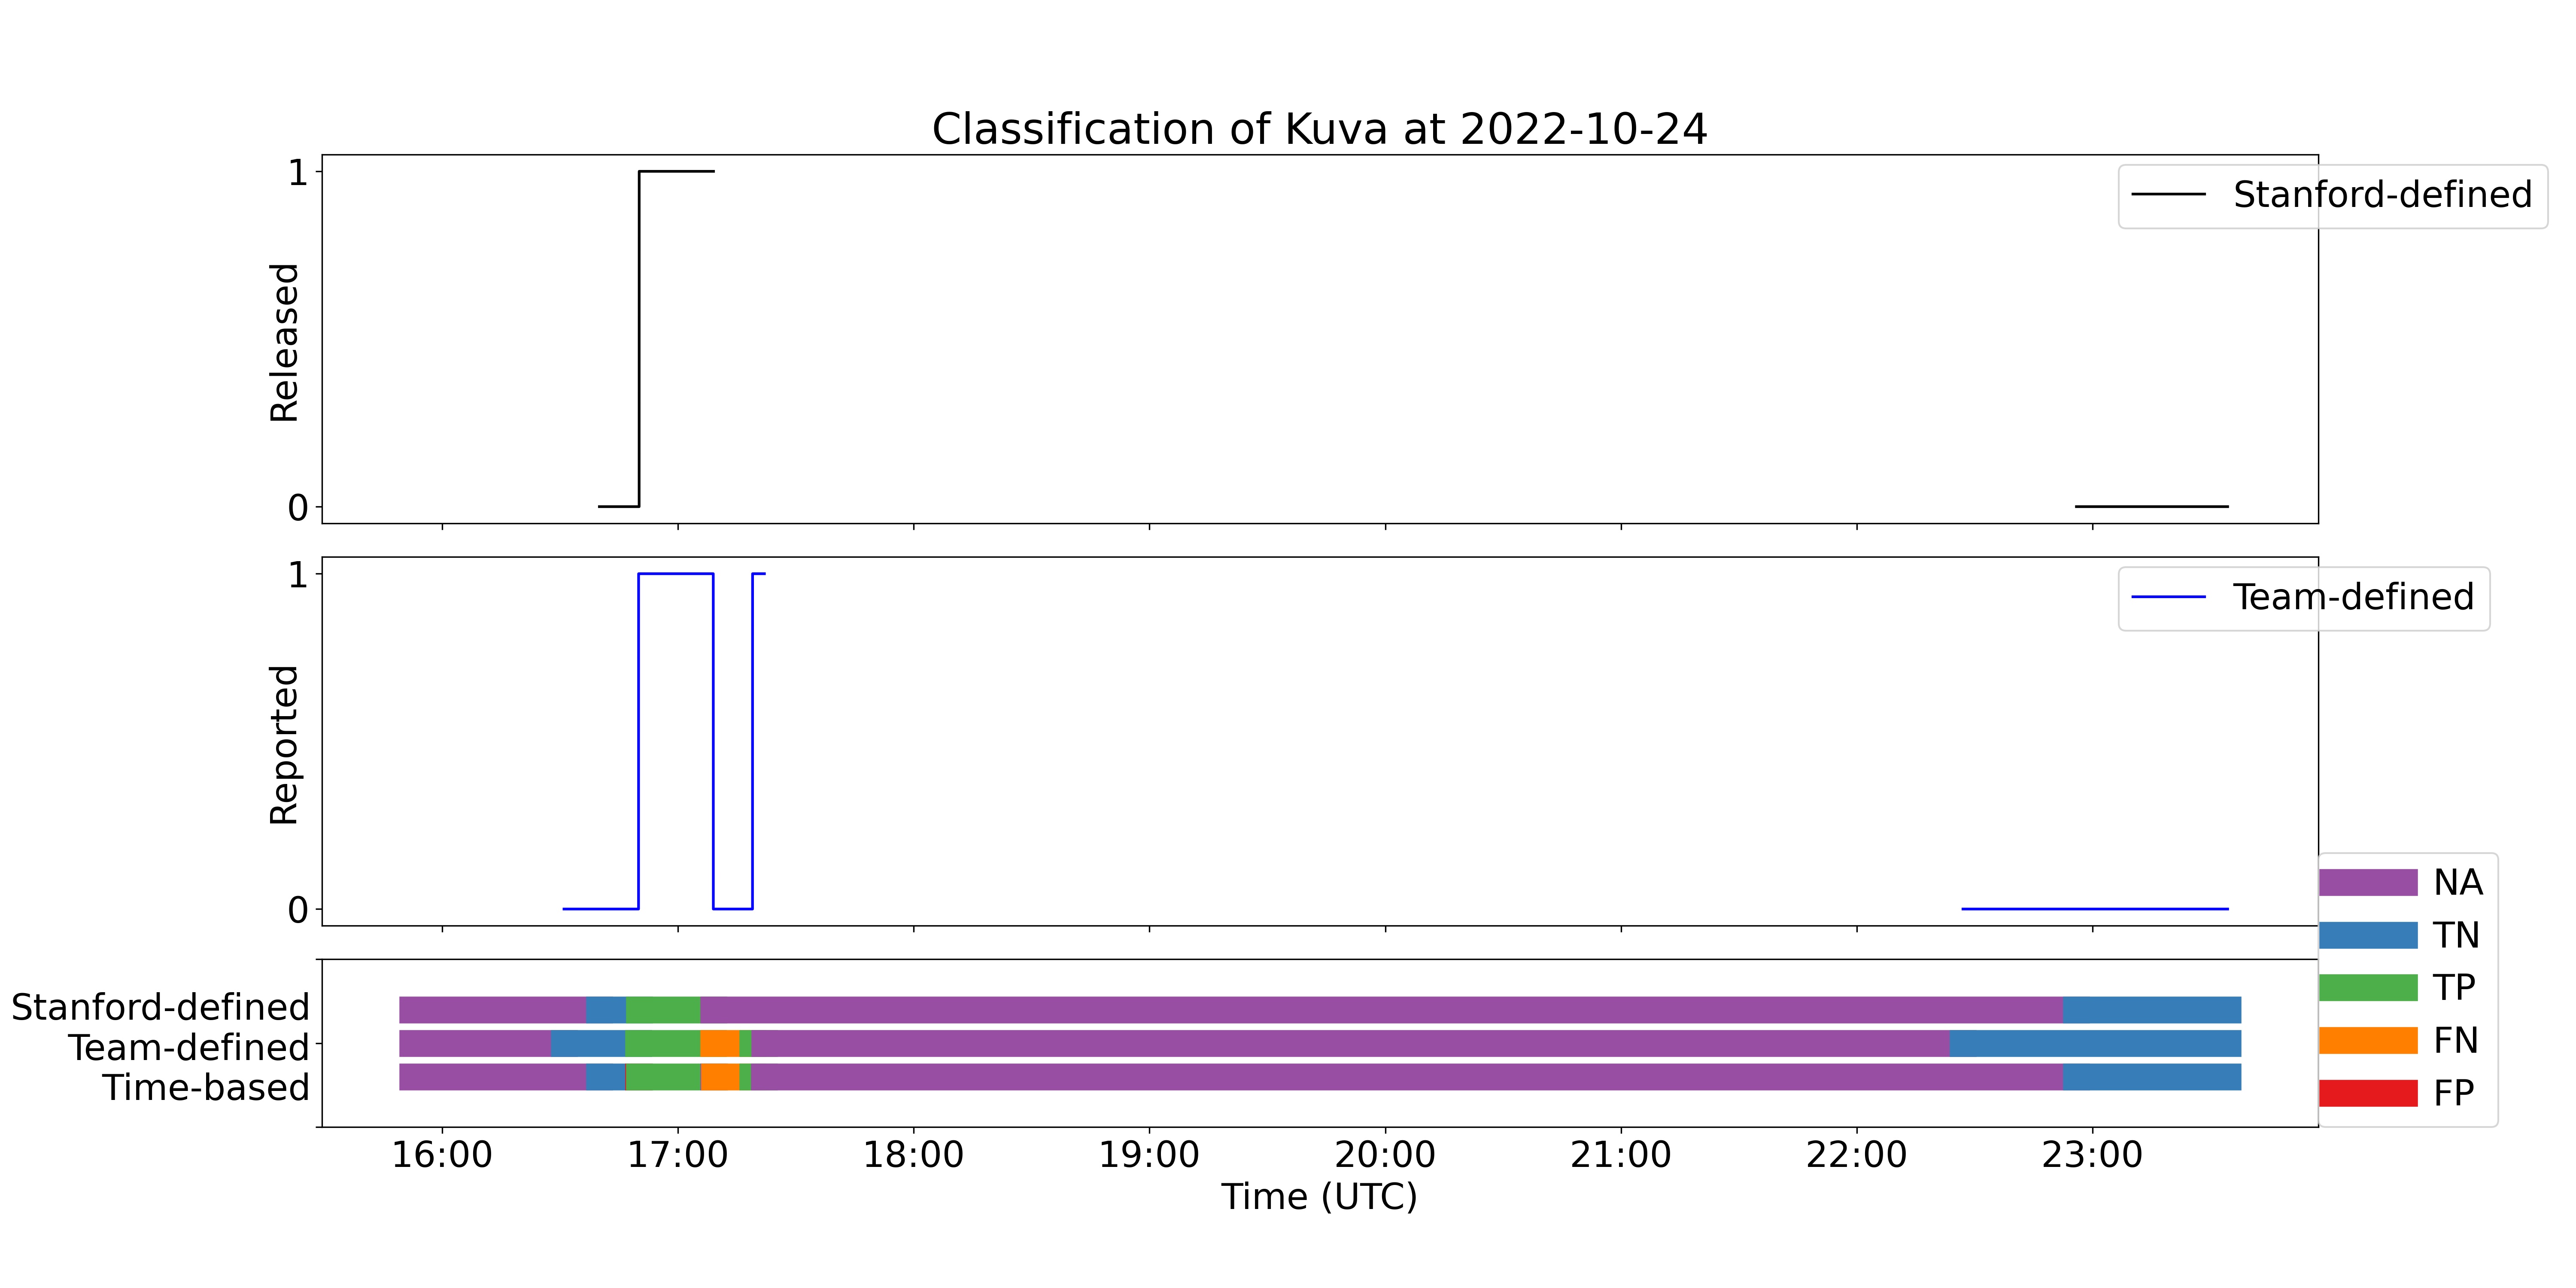 Classification of Kuva at 2022-10-24
1
Released
0
Stanford-defined
1
Reported
0
Team-defined
NA
TN
TP
FN
FP
Stanford-defined
Team-defined
Time-based
16:00 17:00 18:00 19:00 20:00 21:00 22:00 23:00
Time (UTC)